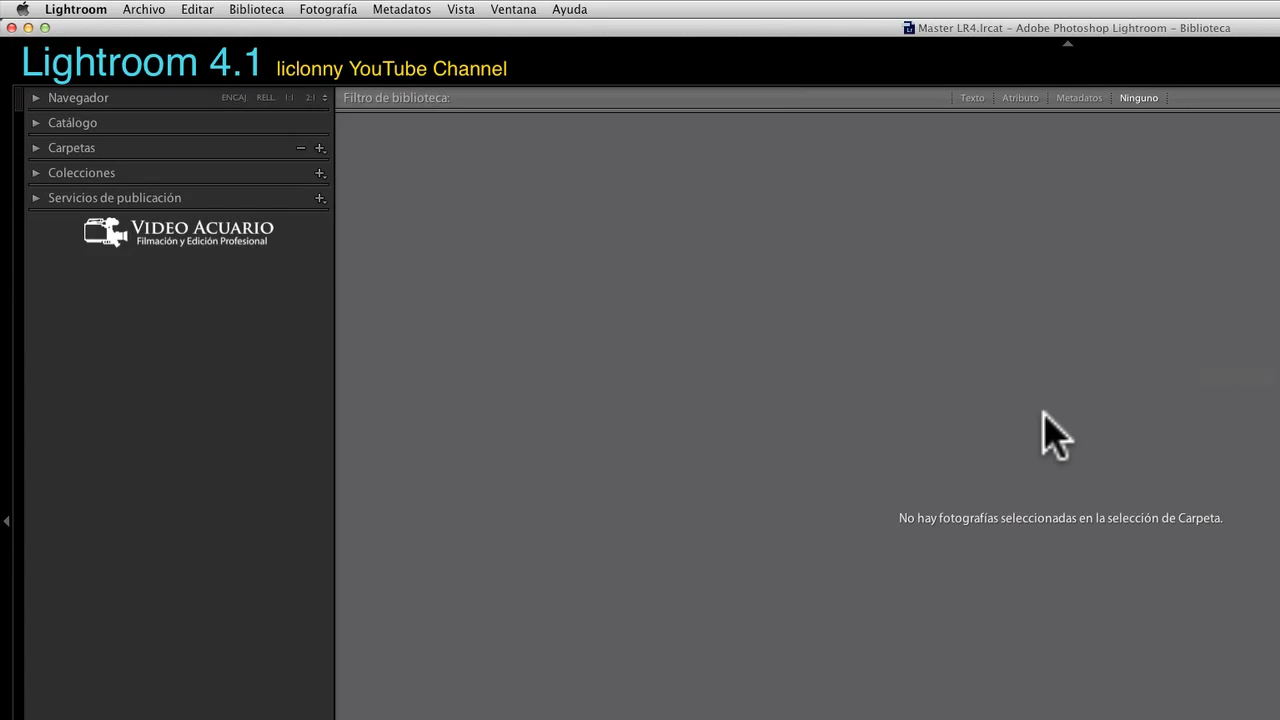 Lightroom Archivo Editar Biblioteca Fotografía Metadatos Vista Ventana Ayuda
Master LR4.lrcat – Adobe Photoshop Lightroom – Biblioteca
Lightroom 4.1 liclonny YouTube Channel
Navegador ENCAJ. RELL. 1:1 2:1
Filtro de biblioteca: Texto Atributo Metadatos Ninguno
Catálogo
Carpetas
Colecciones
Servicios de publicación
VIDEO ACUARIO
Filmación y Edición Profesional
No hay fotografías seleccionadas en la selección de Carpeta.